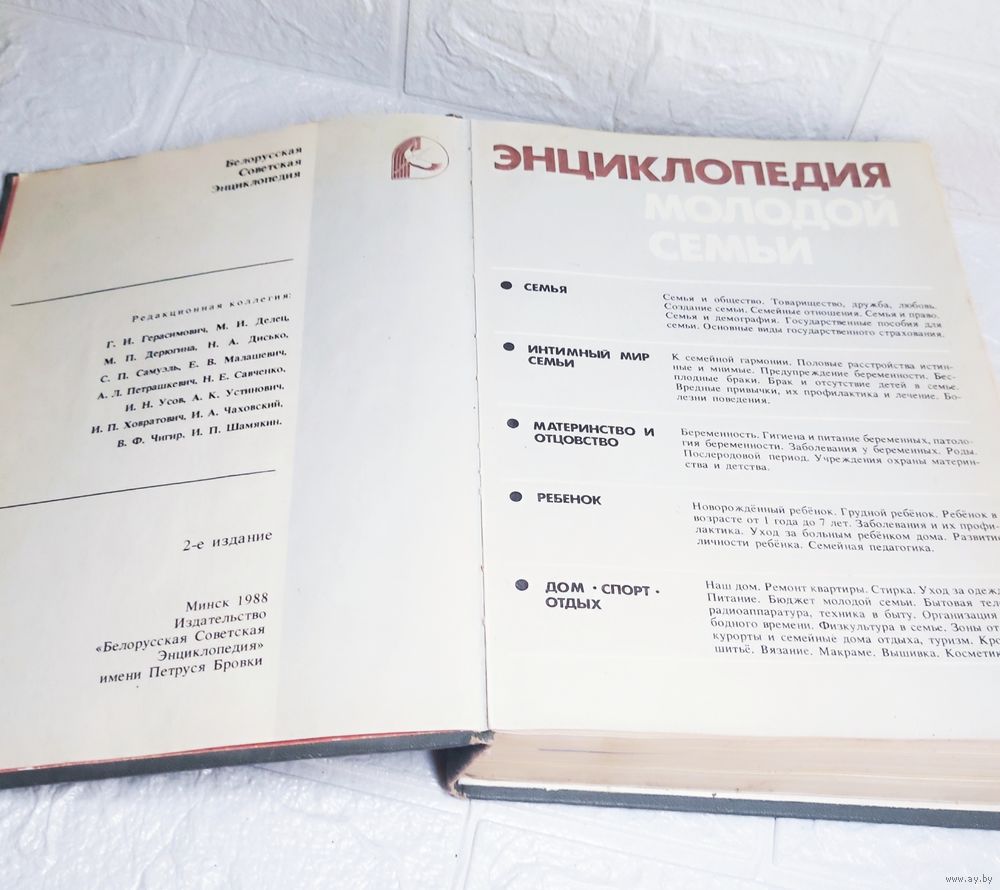 Белорусская
Советская
Энциклопедия
Редакционная коллегия:
Г. И. Герасимович, М. И. Делец,
М. П. Дерюгина, Н. А. Дисько,
С. П. Самуэль, Е. В. Малашевич,
А. Л. Петрашкевич, Н. Е. Савченко,
И. Н. Усов, А. К. Устинович,
И. П. Ховратович, И. А. Чаховский,
В. Ф. Чигир, И. П. Шамякин.
2-е издание
Минск 1988
Издательство
«Белорусская Советская
Энциклопедия»
имени Петруся Бровки
ЭНЦИКЛОПЕДИЯ
МОЛОДОЙ
СЕМЬИ
СЕМЬЯ
Семья и общество. Товарищество, дружба, любовь.
Создание семьи. Семейные отношения. Семья и право.
Семья и демография. Государственные пособия для
семьи. Основные виды государственного страхования.
ИНТИМНЫЙ МИР
СЕМЬИ
К семейной гармонии. Половые расстройства истин-
ные и мнимые. Предупреждение беременности. Бес-
плодные браки. Брак и отсутствие детей в семье.
Вредные привычки, их профилактика и лечение. Бо-
лезни поведения.
МАТЕРИНСТВО И
ОТЦОВСТВО
Беременность. Гигиена и питание беременных, патоло-
гия беременности. Заболевания у беременных. Роды.
Послеродовой период. Учреждения охраны материн-
ства и детства.
РЕБЕНОК
Новорождённый ребёнок. Грудной ребёнок. Ребёнок в
возрасте от 1 года до 7 лет. Заболевания и их профи-
лактика. Уход за больным ребёнком дома. Развитие
личности ребёнка. Семейная педагогика.
ДОМ • СПОРТ •
ОТДЫХ
Наш дом. Ремонт квартиры. Стирка. Уход за одеж
Питание. Бюджет молодой семьи. Бытовая тел
радиоаппаратура, техника в быту. Организация
бодного времени. Физкультура в семье. Зоны от
курорты и семейные дома отдыха, туризм. Кро
шитьё. Вязание. Макраме. Вышивка. Косметик
www.ay.by